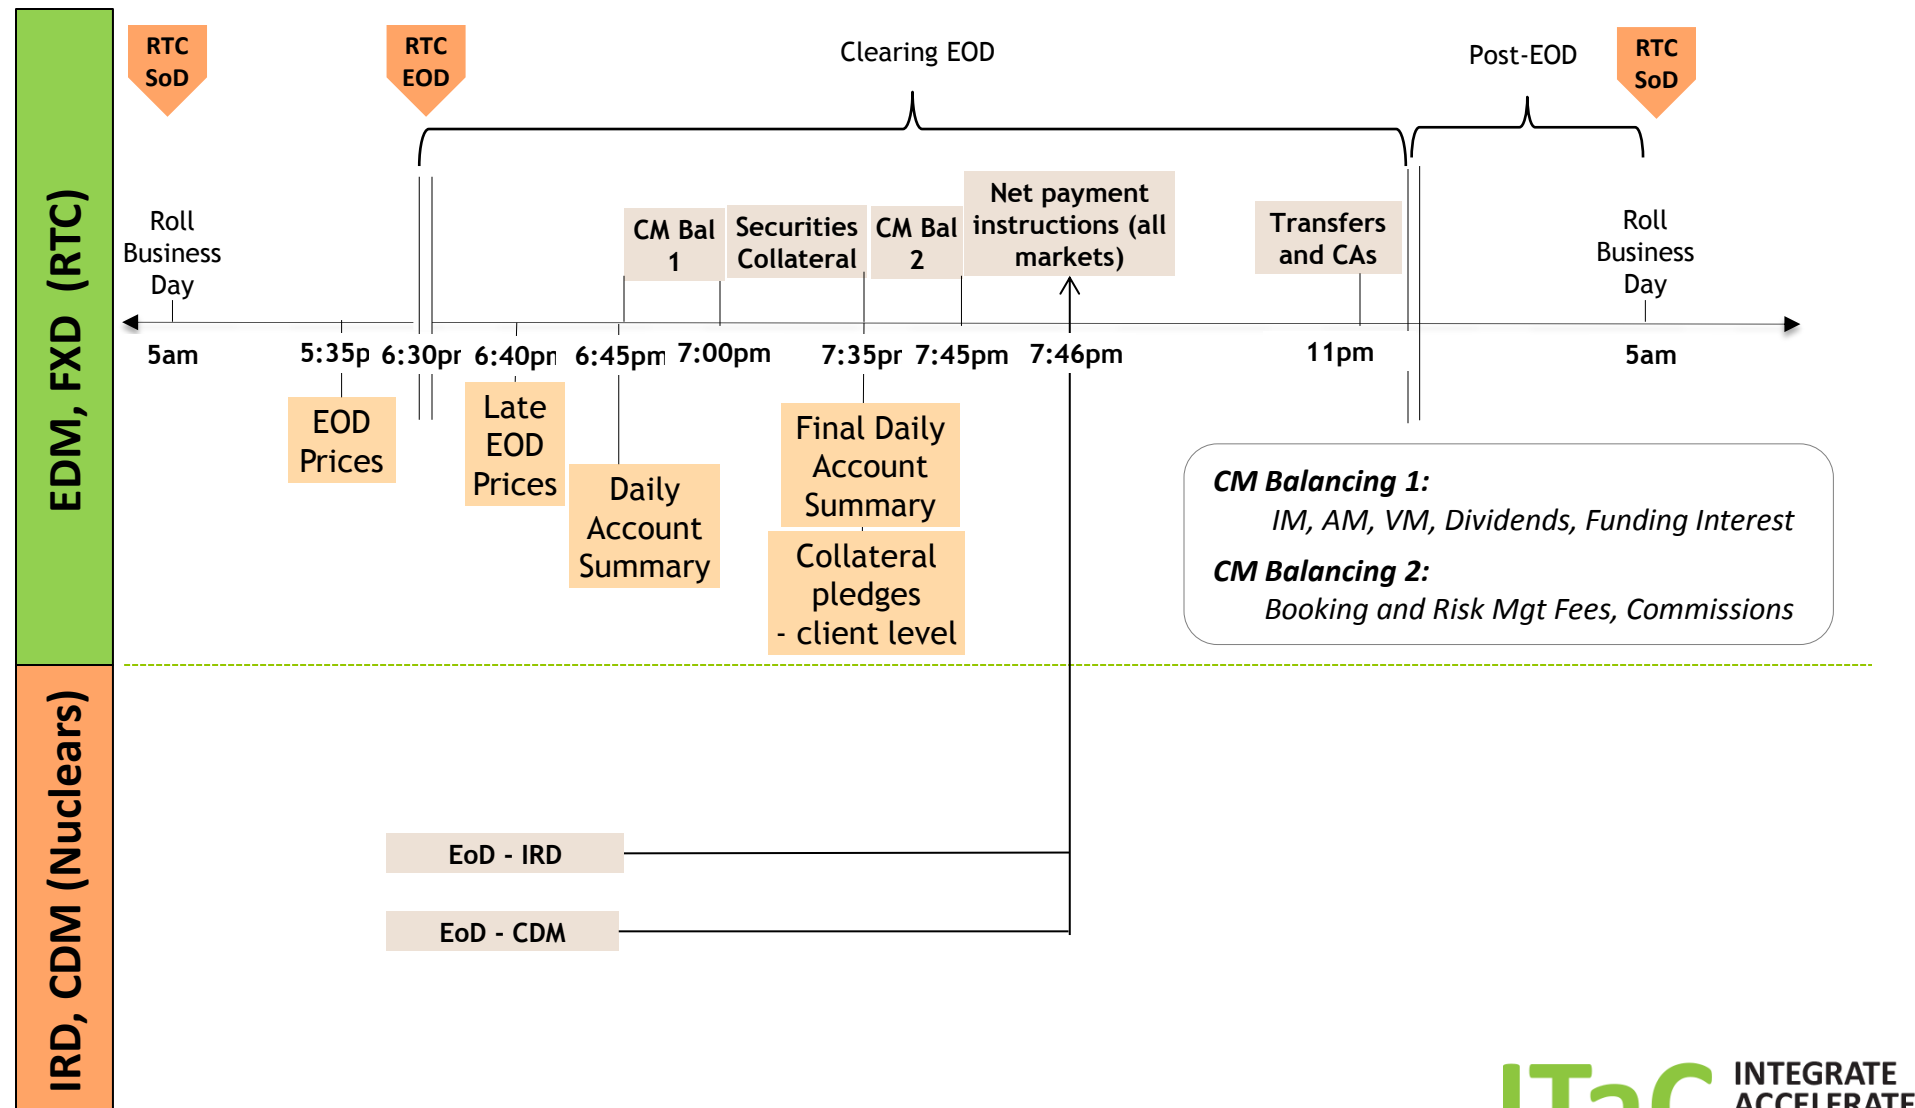 EDM, FXD (RTC)
RTC
SoD
RTC
EOD
Clearing EOD
Post-EOD
RTC
SoD
Roll
Business
Day
CM Bal
1
Securities
Collateral
CM Bal
2
Net payment
instructions (all
markets)
Transfers
and CAs
Roll
Business
Day
5am
5:35p
6:30pr
6:40pn
6:45pm
7:00pm
7:35pr
7:45pm
7:46pm
11pm
5am
EOD
Prices
Late
EOD
Prices
Daily
Account
Summary
Final Daily
Account
Summary
Collateral
pledges
- client level
CM Balancing 1:
IM, AM, VM, Dividends, Funding Interest
CM Balancing 2:
Booking and Risk Mgt Fees, Commissions
IRD, CDM (Nuclears)
EoD - IRD
EoD - CDM
ITaC
INTEGRATE
ACCELERATE